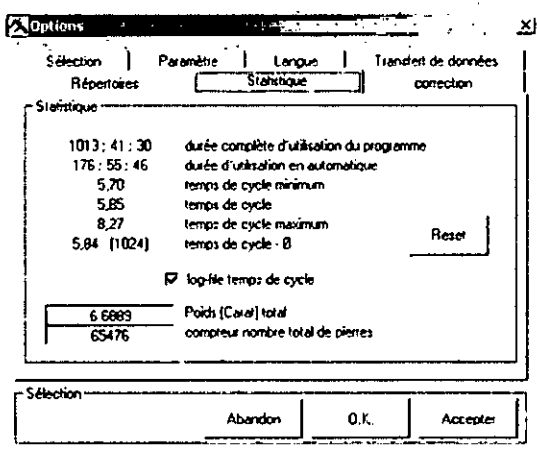 Options
Sélection Paramètre Langue Transfert de données
Répertoires Statistique correction
Statistique
1013 : 41 : 30 durée complète d'utilisation du programme
176 : 55 : 46 durée d'utilisation en automatique
5,70 temps de cycle minimum
5,85 temps de cycle
8,27 temps de cycle maximum
5,84 (1024) temps de cycle - Ø
Reset
log-file temps de cycle
6.6889 Poids [Carat] total
65476 compteur nombre total de pierres
Sélection
Abandon O.K. Accepter